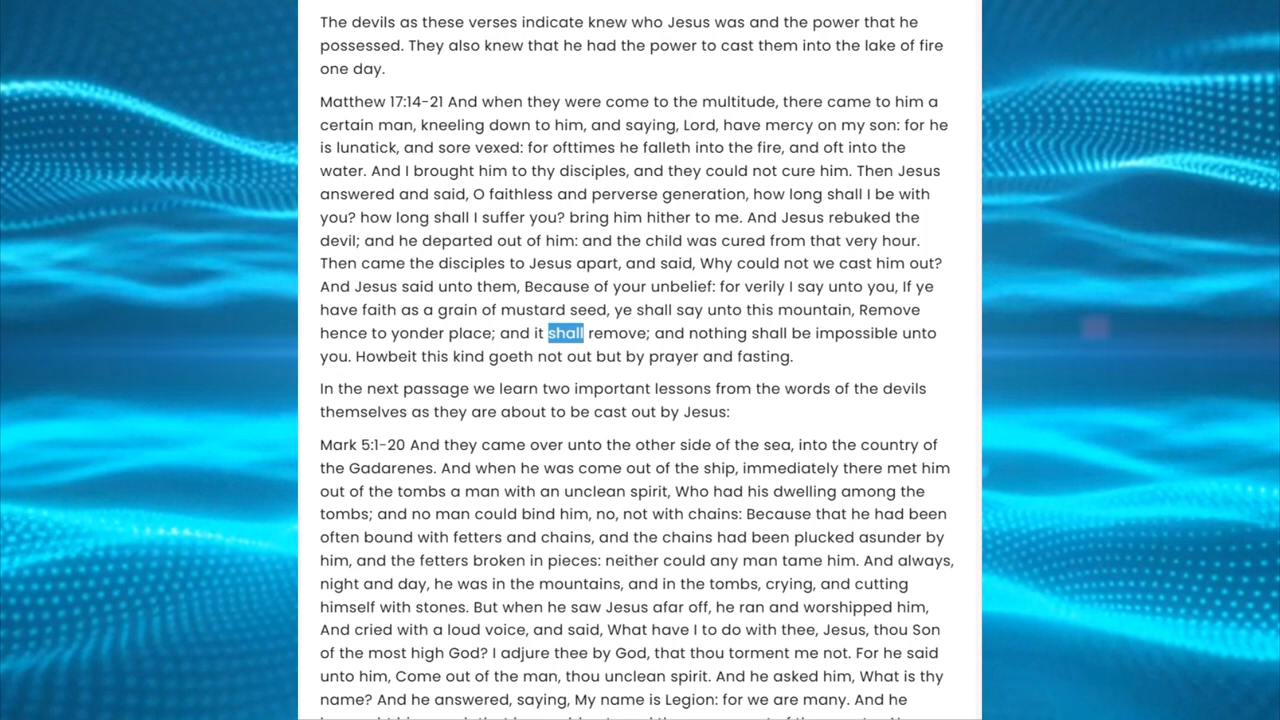 The devils as these verses indicate knew who Jesus was and the power that he
possessed. They also knew that he had the power to cast them into the lake of fire
one day.
Matthew 17:14-21 And when they were come to the multitude, there came to him a
certain man, kneeling down to him, and saying, Lord, have mercy on my son: for he
is lunatick, and sore vexed: for ofttimes he falleth into the fire, and oft into the
water. And I brought him to thy disciples, and they could not cure him. Then Jesus
answered and said, O faithless and perverse generation, how long shall I be with
you? how long shall I suffer you? bring him hither to me. And Jesus rebuked the
devil; and he departed out of him: and the child was cured from that very hour.
Then came the disciples to Jesus apart, and said, Why could not we cast him out?
And Jesus said unto them, Because of your unbelief: for verily I say unto you, If ye
have faith as a grain of mustard seed, ye shall say unto this mountain, Remove
hence to yonder place; and it shall remove; and nothing shall be impossible unto
you. Howbeit this kind goeth not out but by prayer and fasting.
In the next passage we learn two important lessons from the words of the devils
themselves as they are about to be cast out by Jesus:
Mark 5:1-20 And they came over unto the other side of the sea, into the country of
the Gadarenes. And when he was come out of the ship, immediately there met him
out of the tombs a man with an unclean spirit, Who had his dwelling among the
tombs; and no man could bind him, no, not with chains: Because that he had been
often bound with fetters and chains, and the chains had been plucked asunder by
him, and the fetters broken in pieces: neither could any man tame him. And always,
night and day, he was in the mountains, and in the tombs, crying, and cutting
himself with stones. But when he saw Jesus afar off, he ran and worshipped him,
And cried with a loud voice, and said, What have I to do with thee, Jesus, thou Son
of the most high God? I adjure thee by God, that thou torment me not. For he said
unto him, Come out of the man, thou unclean spirit. And he asked him, What is thy
name? And he answered, saying, My name is Legion: for we are many. And he